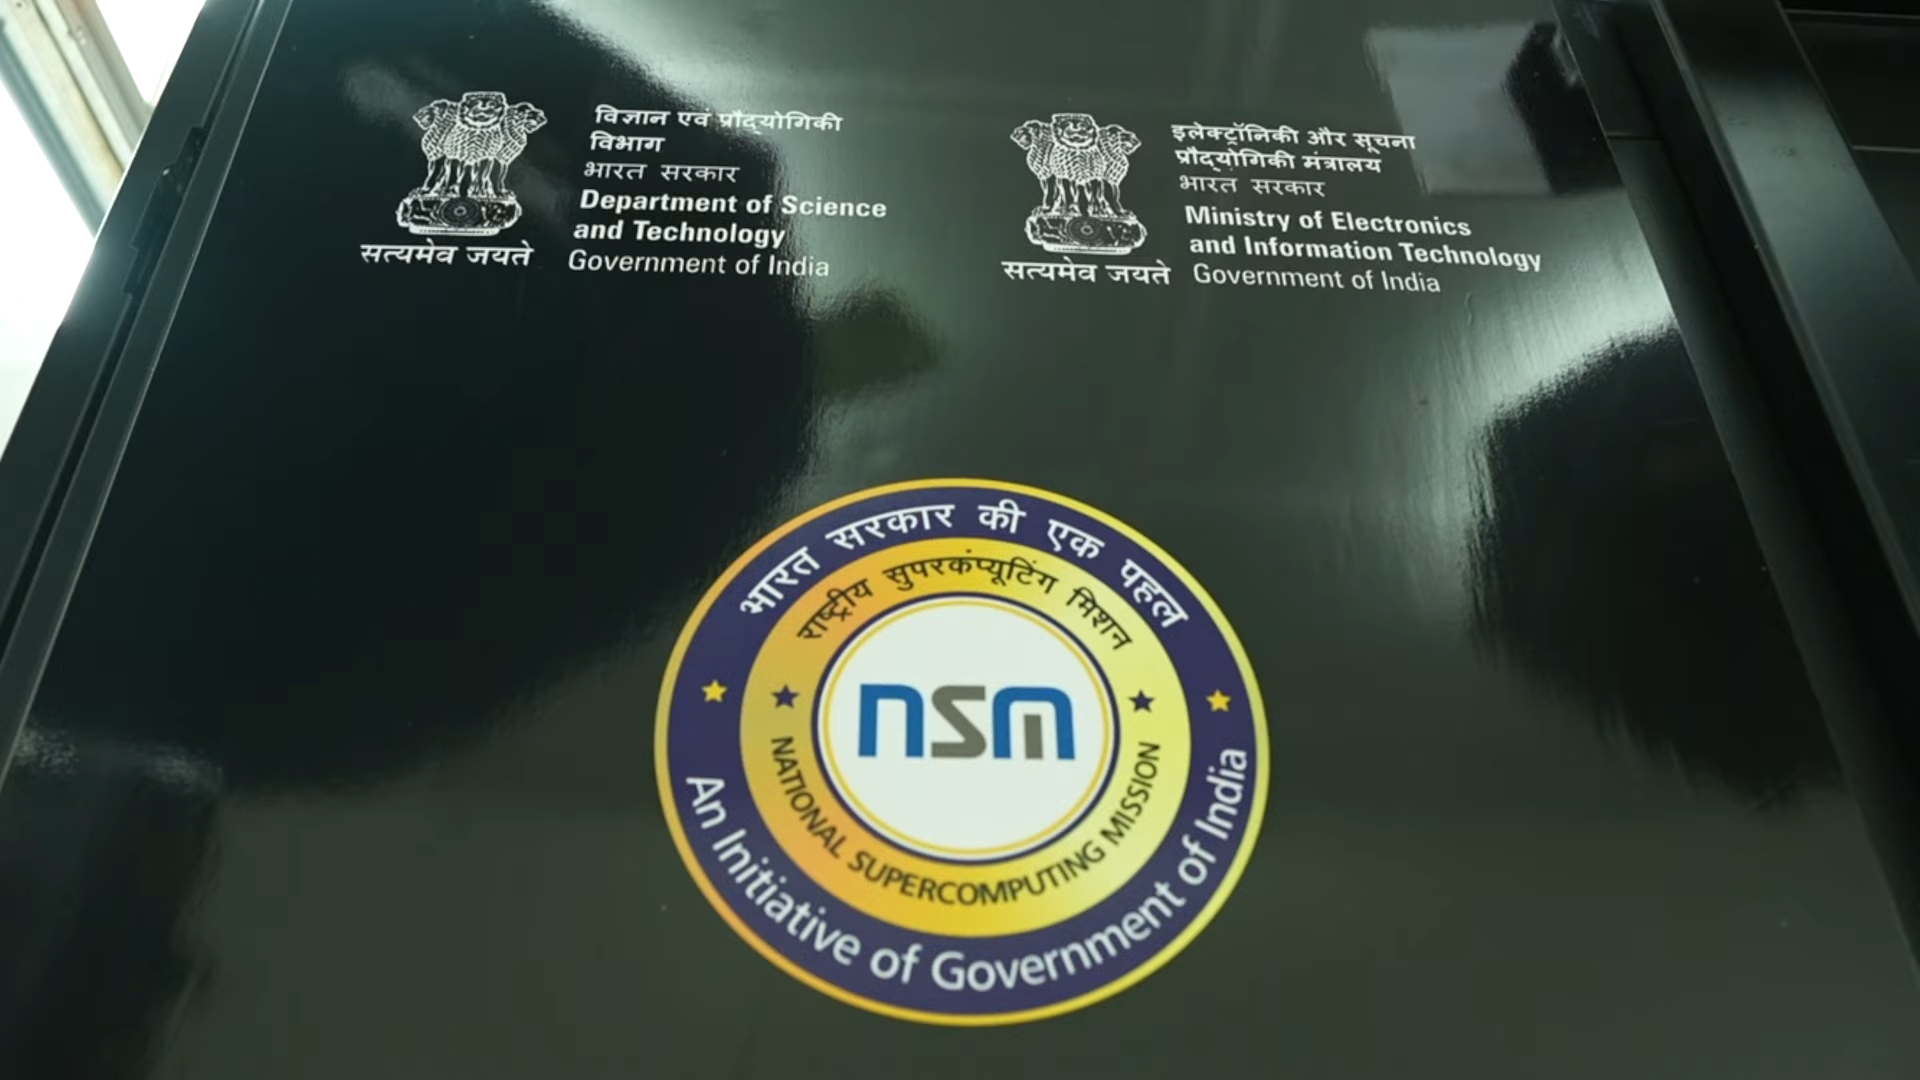 विज्ञान एवं प्रौद्योगिकी
विभाग
भारत सरकार
Department of Science
and Technology
Government of India
सत्यमेव जयते
इलेक्ट्रॉनिकी और सूचना
प्रौद्योगिकी मंत्रालय
भारत सरकार
Ministry of Electronics
and Information Technology
Government of India
सत्यमेव जयते
भारत सरकार की एक पहल
राष्ट्रीय सुपरकंप्यूटिंग मिशन
nsm
NATIONAL SUPERCOMPUTING MISSION
An Initiative of Government of India